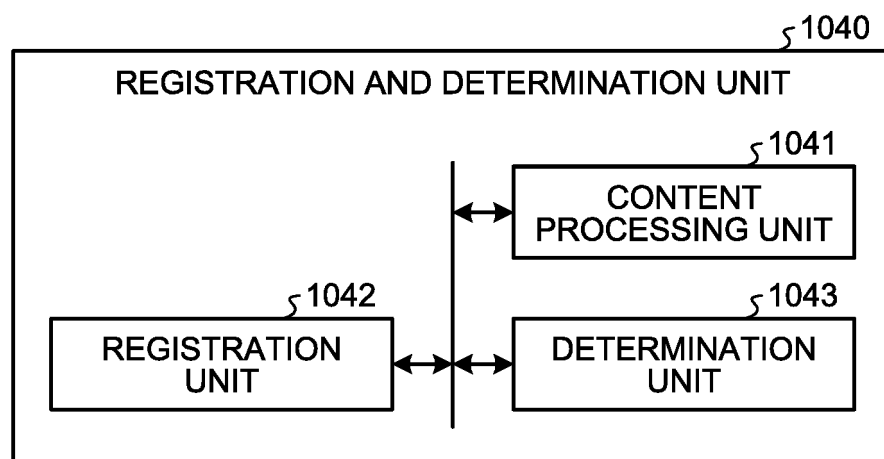 1040
REGISTRATION AND DETERMINATION UNIT
1041
CONTENT
PROCESSING UNIT
1042
REGISTRATION
UNIT
1043
DETERMINATION
UNIT